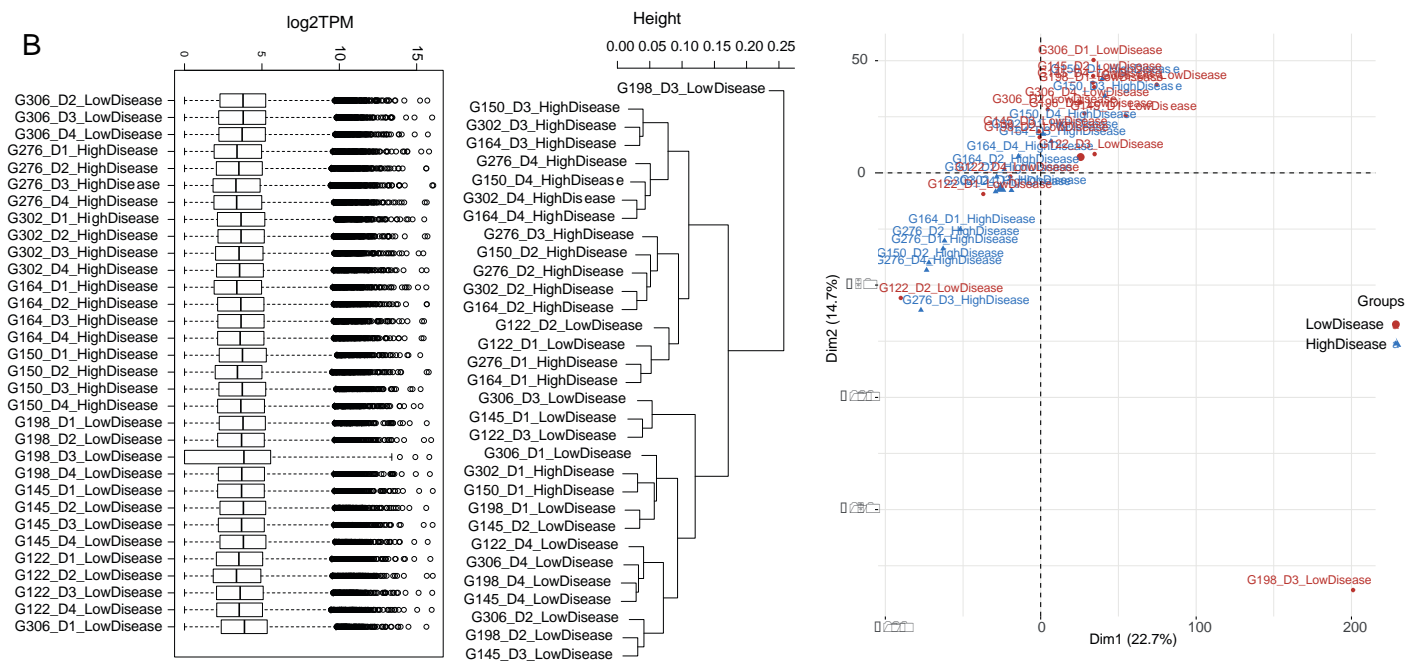 B
log2TPM
0
5
10
15
G306_D2_LowDisease
G306_D3_LowDisease
G306_D4_LowDisease
G276_D1_HighDisease
G276_D2_HighDisease
G276_D3_HighDisease
G276_D4_HighDisease
G302_D1_HighDisease
G302_D2_HighDisease
G302_D3_HighDisease
G302_D4_HighDisease
G164_D1_HighDisease
G164_D2_HighDisease
G164_D3_HighDisease
G164_D4_HighDisease
G150_D1_HighDisease
G150_D2_HighDisease
G150_D3_HighDisease
G150_D4_HighDisease
G198_D1_LowDisease
G198_D2_LowDisease
G198_D3_LowDisease
G198_D4_LowDisease
G145_D1_LowDisease
G145_D2_LowDisease
G145_D3_LowDisease
G145_D4_LowDisease
G122_D1_LowDisease
G122_D2_LowDisease
G122_D3_LowDisease
G122_D4_LowDisease
G306_D1_LowDisease
Height
0.00 0.05 0.10 0.15 0.20 0.25
G198_D3_LowDisease
G150_D3_HighDisease
G302_D3_HighDisease
G164_D3_HighDisease
G276_D4_HighDisease
G150_D4_HighDisease
G302_D4_HighDisease
G164_D4_HighDisease
G276_D3_HighDisease
G150_D2_HighDisease
G276_D2_HighDisease
G302_D2_HighDisease
G164_D2_HighDisease
G122_D2_LowDisease
G122_D1_LowDisease
G276_D1_HighDisease
G164_D1_HighDisease
G306_D3_LowDisease
G145_D1_LowDisease
G122_D3_LowDisease
G306_D1_LowDisease
G302_D1_HighDisease
G150_D1_HighDisease
G198_D1_LowDisease
G145_D2_LowDisease
G122_D4_LowDisease
G306_D4_LowDisease
G198_D4_LowDisease
G145_D4_LowDisease
G306_D2_LowDisease
G198_D2_LowDisease
G145_D3_LowDisease
50
0
Dim2 (14.7%)
G306_D1_LowDisease
G150_D3_HighDisease
G306_D4_LowDisease
G150_D4_HighDisease
G122_D3_LowDisease
G164_D4_HighDisease
G164_D2_HighDisease
G122_D4_LowDisease
G122_D1_LowDisease
G164_D1_HighDisease
G276_D2_HighDisease
G276_D1_HighDisease
G150_D2_HighDisease
G276_D4_HighDisease
G122_D2_LowDisease
G276_D3_HighDisease
G198_D3_LowDisease
Groups
LowDisease
HighDisease
0
100
200
Dim1 (22.7%)